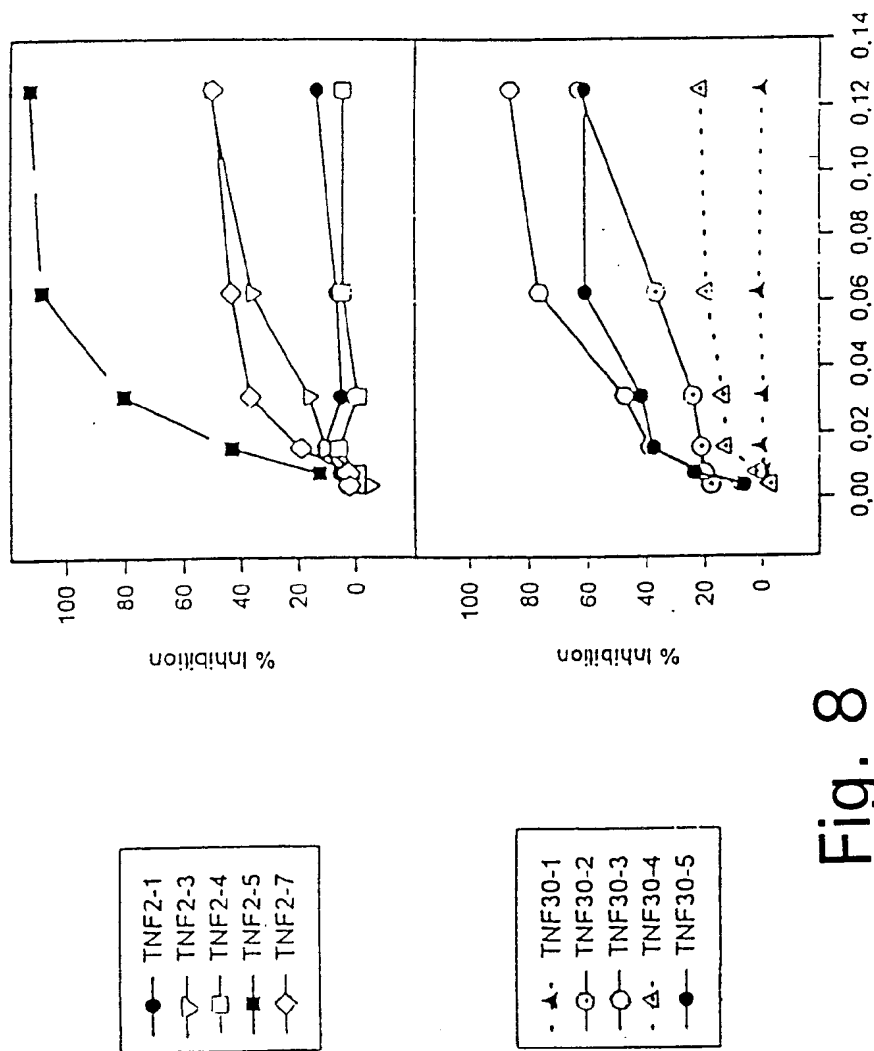 TNF2-1
TNF2-3
TNF2-4
TNF2-5
TNF2-7
% Inhibition
100
80
60
40
20
0
TNF30-1
TNF30-2
TNF30-3
TNF30-4
TNF30-5
% Inhibition
100
80
60
40
20
0
0,00
0,02
0,04
0,06
0,08
0,10
0,12
0,14
Fig. 8